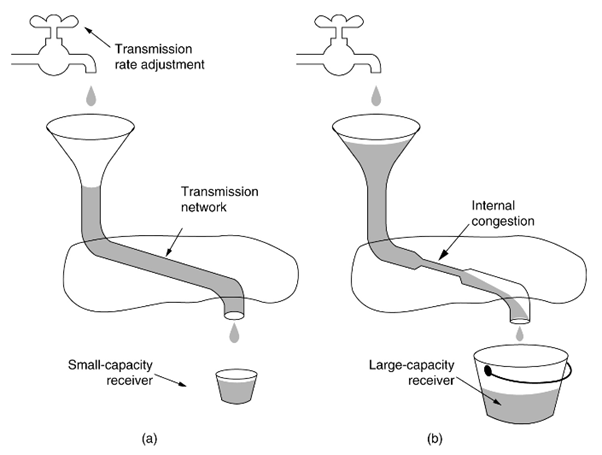 Transmission
rate adjustment
Transmission
network
Internal
congestion
Small-capacity
receiver
Large-capacity
receiver
(a)
(b)